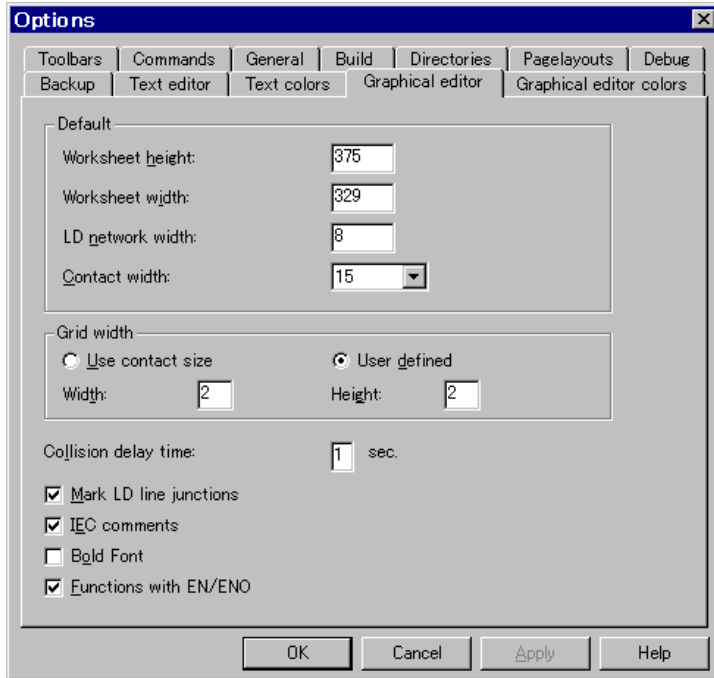 Options
Toolbars Commands General Build Directories Pagelayouts Debug
Backup Text editor Text colors Graphical editor Graphical editor colors
Default
Worksheet height: 375
Worksheet width: 329
LD network width: 8
Contact width: 15
Grid width
Use contact size User defined
Width: 2 Height: 2
Collision delay time: 1 sec.
Mark LD line junctions
IEC comments
Bold Font
Functions with EN/ENO
OK Cancel Apply Help